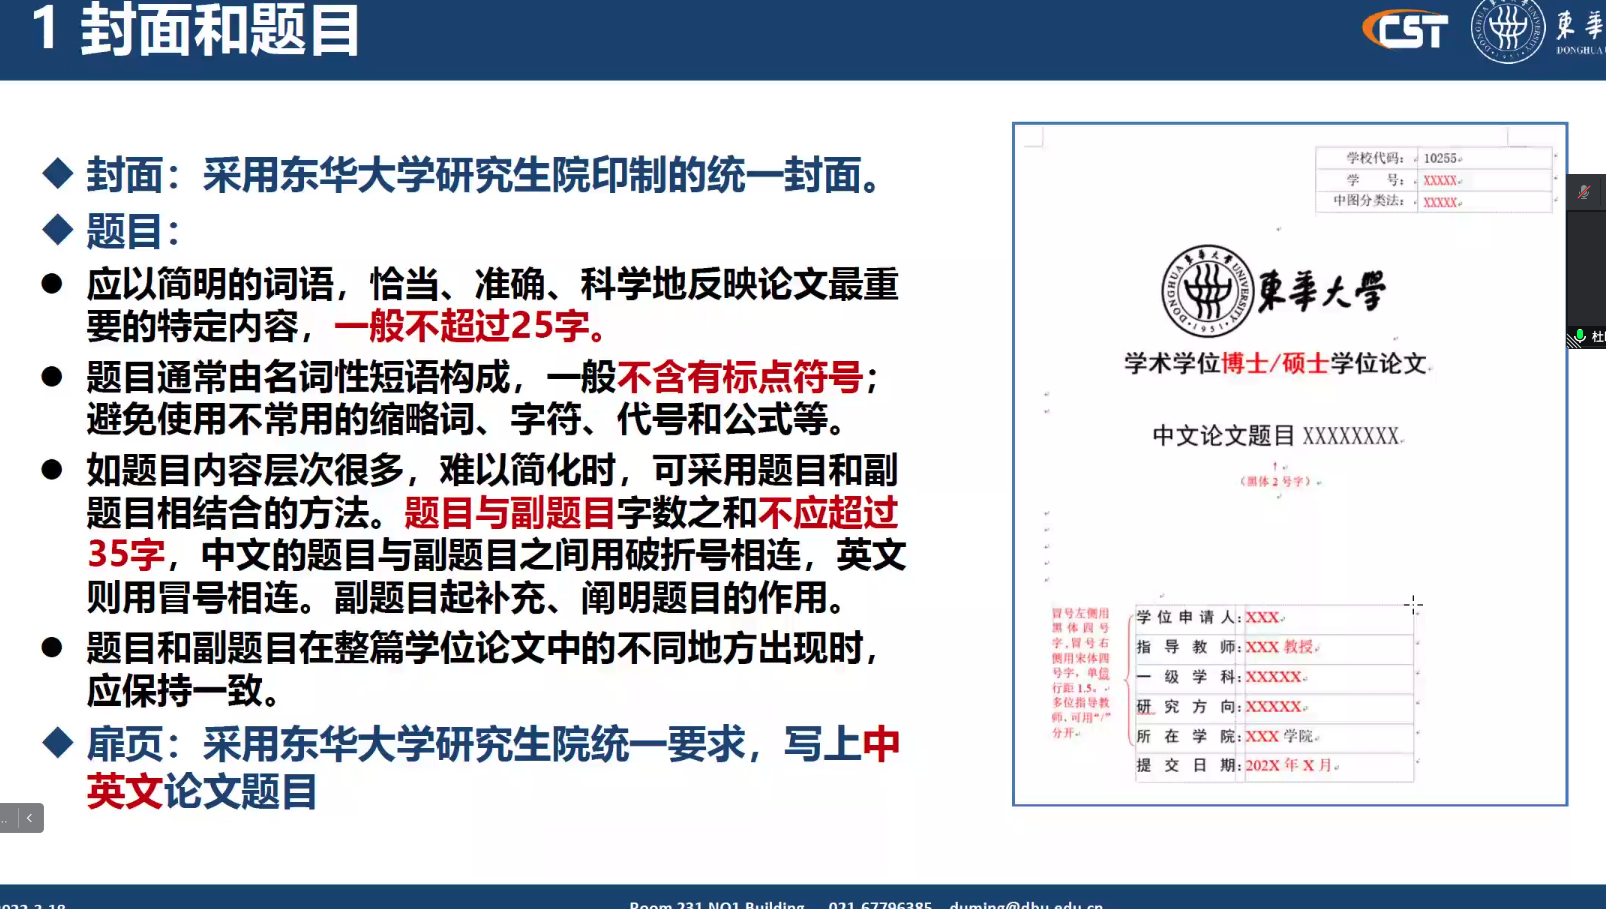 1 封面和题目
CST
東華
DONGHUA
封面：采用东华大学研究生院印制的统一封面。
题目：
应以简明的词语，恰当、准确、科学地反映论文最重
要的特定内容，一般不超过25字。
题目通常由名词性短语构成，一般不含有标点符号；
避免使用不常用的缩略词、字符、代号和公式等。
如题目内容层次很多，难以简化时，可采用题目和副
题目相结合的方法。题目与副题目字数之和不应超过
35字，中文的题目与副题目之间用破折号相连，英文
则用冒号相连。副题目起补充、阐明题目的作用。
题目和副题目在整篇学位论文中的不同地方出现时，
应保持一致。
扉页：采用东华大学研究生院统一要求，写上中
英文论文题目
学校代码： 10255
学 号： XXXXX
中图分类法： XXXXX
DONGHUA UNIVERSITY
東華大学
1951
東華大學
学术学位博士/硕士学位论文
中文论文题目 XXXXXXXX
（黑体 2 号字）
冒号左侧用
黑体四号
字，冒号右
侧用宋体四
号字，单倍
行距 1.5。
多位指导教
师，可用“/”
分开
学位申请人: XXX
指导教师: XXX 教授
一级学科: XXXXX
研究方向: XXXXX
所在学院: XXX 学院
提交日期: 202X 年 X 月
杜
Room 231 NO1 Building 021-67796385 duming@dhu.edu.cn